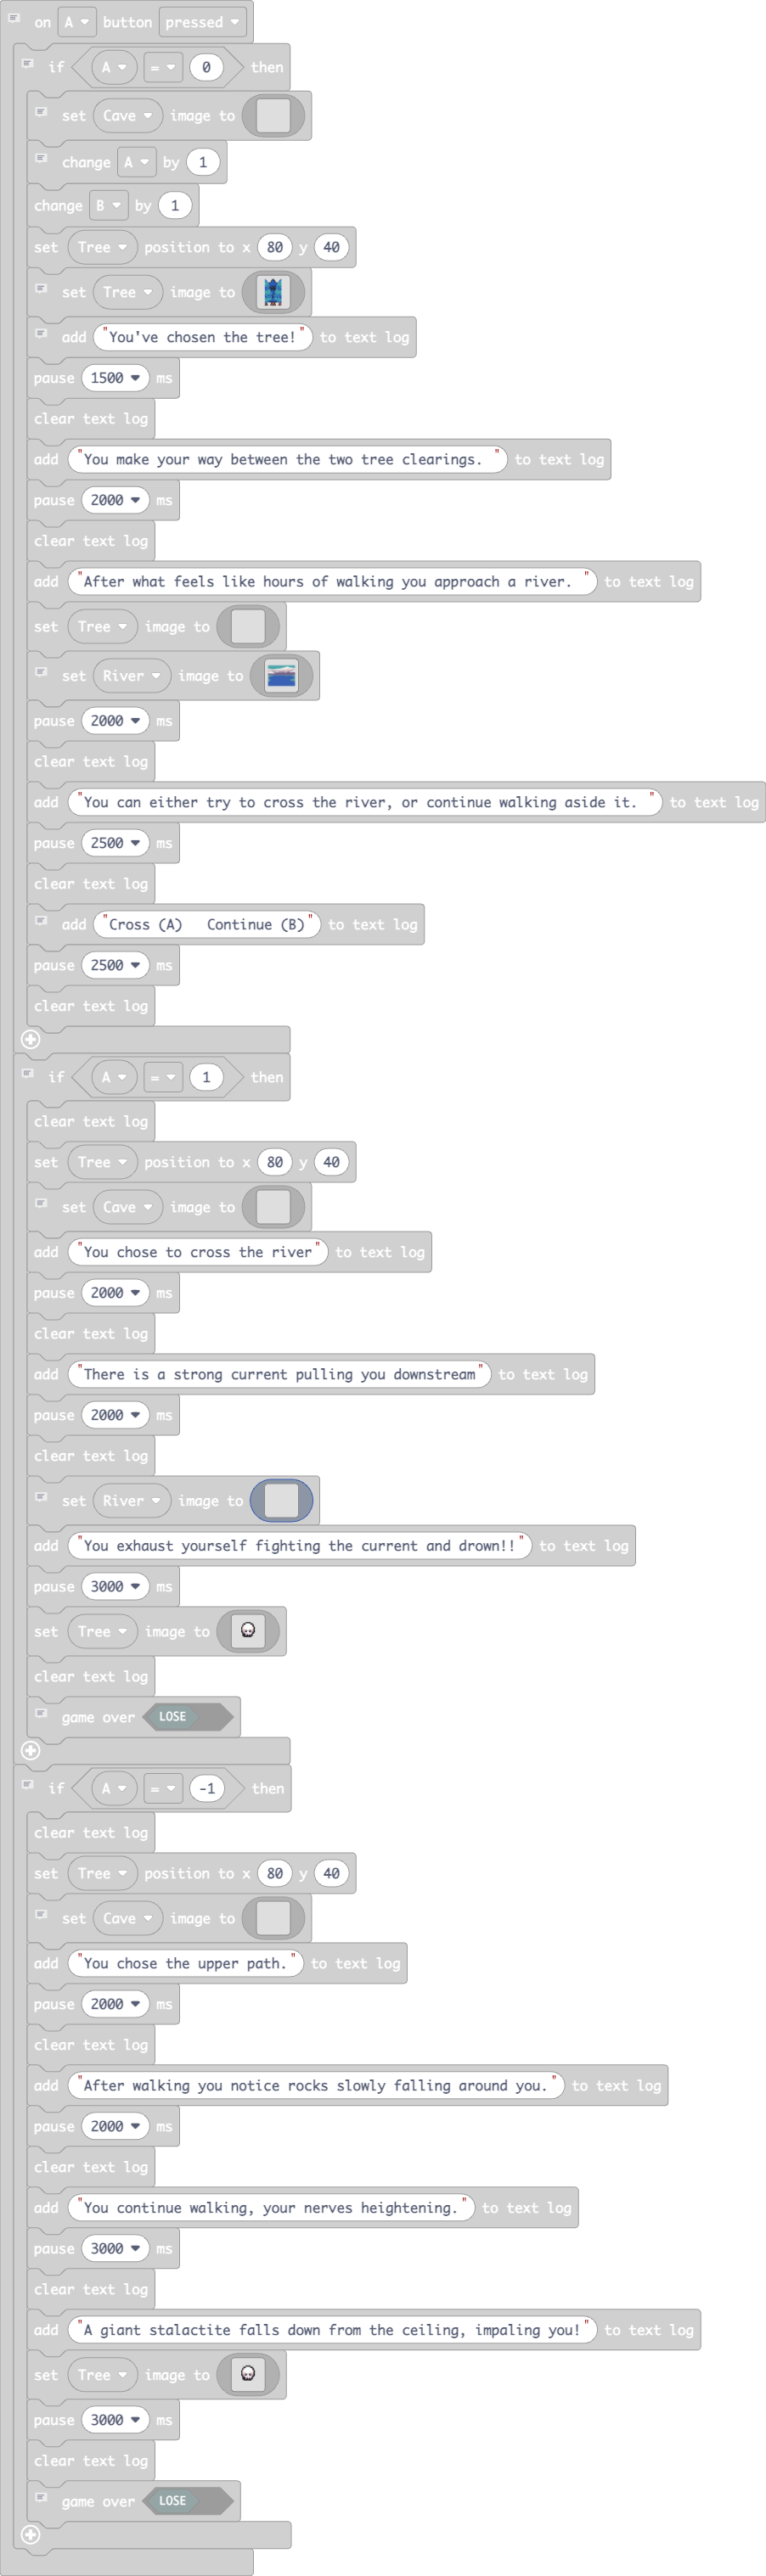 on A button pressed
if A = 0 then
set Cave image to
change A by 1
change B by 1
set Tree position to x 80 y 40
set Tree image to
add "You've chosen the tree!" to text log
pause 1500 ms
clear text log
add "You make your way between the two tree clearings. " to text log
pause 2000 ms
clear text log
add "After what feels like hours of walking you approach a river. " to text log
set Tree image to
set River image to
pause 2000 ms
clear text log
add "You can either try to cross the river, or continue walking aside it. " to text log
pause 2500 ms
clear text log
add "Cross (A)   Continue (B)" to text log
pause 2500 ms
clear text log
if A = 1 then
clear text log
set Tree position to x 80 y 40
set Cave image to
add "You chose to cross the river" to text log
pause 2000 ms
clear text log
add "There is a strong current pulling you downstream" to text log
pause 2000 ms
clear text log
set River image to
add "You exhaust yourself fighting the current and drown!!" to text log
pause 3000 ms
set Tree image to
clear text log
game over LOSE
if A = -1 then
clear text log
set Tree position to x 80 y 40
set Cave image to
add "You chose the upper path." to text log
pause 2000 ms
clear text log
add "After walking you notice rocks slowly falling around you." to text log
pause 2000 ms
clear text log
add "You continue walking, your nerves heightening." to text log
pause 3000 ms
clear text log
add "A giant stalactite falls down from the ceiling, impaling you!" to text log
set Tree image to
pause 3000 ms
clear text log
game over LOSE